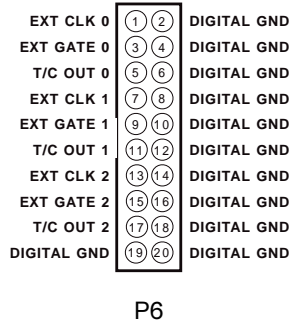 EXT CLK 0 1 2 DIGITAL GND
EXT GATE 0 3 4 DIGITAL GND
T/C OUT 0 5 6 DIGITAL GND
EXT CLK 1 7 8 DIGITAL GND
EXT GATE 1 9 10 DIGITAL GND
T/C OUT 1 11 12 DIGITAL GND
EXT CLK 2 13 14 DIGITAL GND
EXT GATE 2 15 16 DIGITAL GND
T/C OUT 2 17 18 DIGITAL GND
DIGITAL GND 19 20 DIGITAL GND
P6